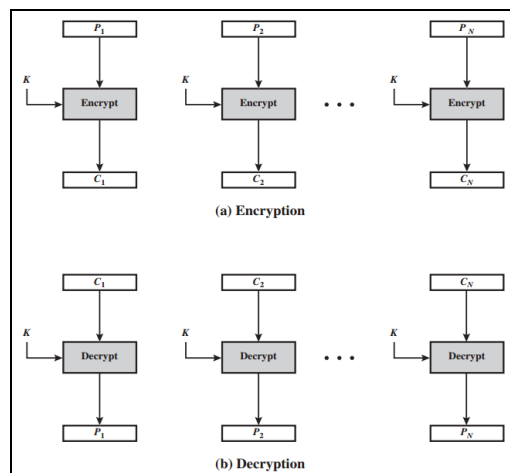 P1 P2 PN
K K K
Encrypt Encrypt • • • Encrypt
C1 C2 CN
(a) Encryption
C1 C2 CN
K K K
Decrypt Decrypt • • • Decrypt
P1 P2 PN
(b) Decryption